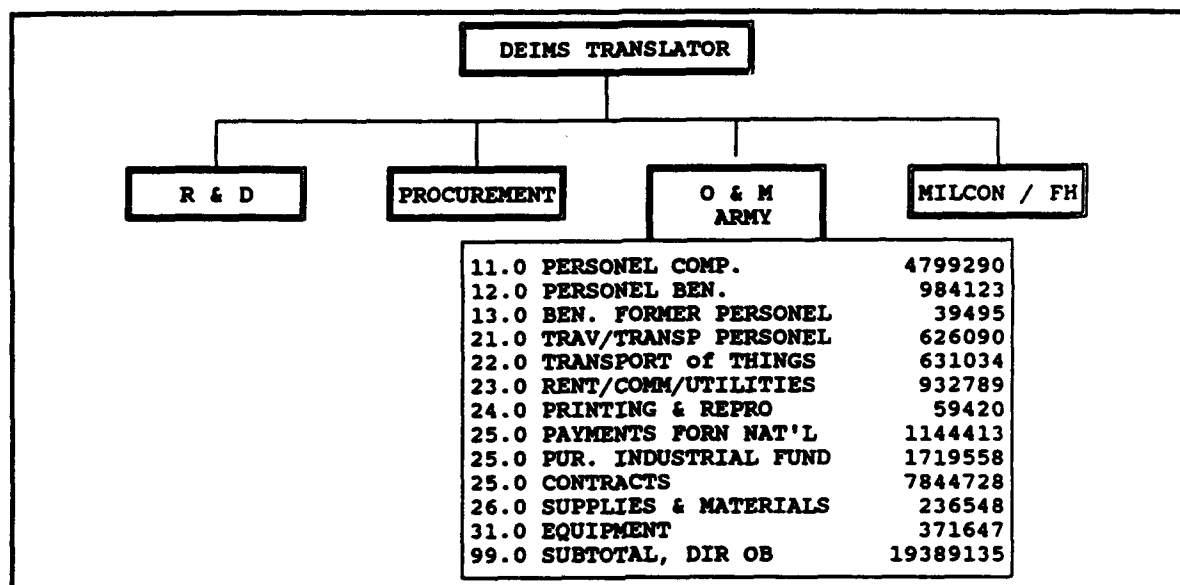 DEIMS TRANSLATOR
R & D
PROCUREMENT
O & M
ARMY
MILCON / FH
11.0 PERSONEL COMP. 4799290
12.0 PERSONEL BEN. 984123
13.0 BEN. FORMER PERSONEL 39495
21.0 TRAV/TRANSP PERSONEL 626090
22.0 TRANSPORT of THINGS 631034
23.0 RENT/COMM/UTILITIES 932789
24.0 PRINTING & REPRO 59420
25.0 PAYMENTS FORN NAT'L 1144413
25.0 PUR. INDUSTRIAL FUND 1719558
25.0 CONTRACTS 7844728
26.0 SUPPLIES & MATERIALS 236548
31.0 EQUIPMENT 371647
99.0 SUBTOTAL, DIR OB 19389135